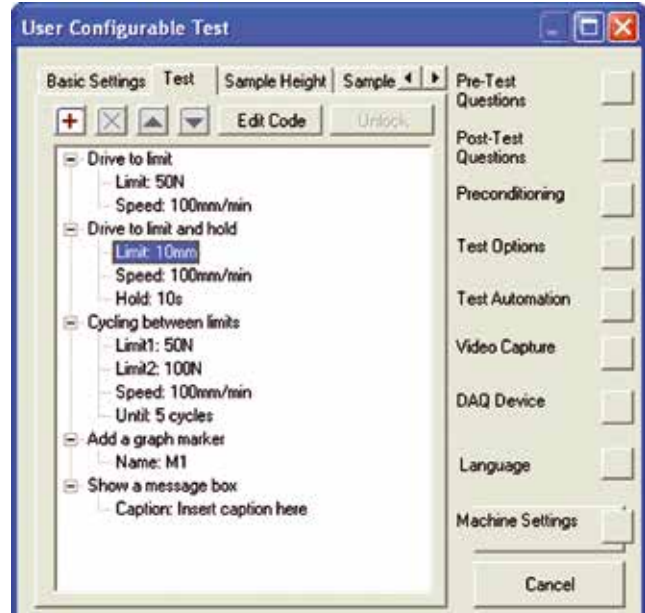 User Configurable Test
Basic Settings Test Sample Height Sample
Edit Code Unlock
Drive to limit
Limit: 50N
Speed: 100mm/min
Drive to limit and hold
Limit: 10mm
Speed: 100mm/min
Hold: 10s
Cycling between limits
Limit1: 50N
Limit2: 100N
Speed: 100mm/min
Until: 5 cycles
Add a graph marker
Name: M1
Show a message box
Caption: Insert caption here
Pre-Test
Questions
Post-Test
Questions
Preconditioning
Test Options
Test Automation
Video Capture
DAQ Device
Language
Machine Settings
Cancel